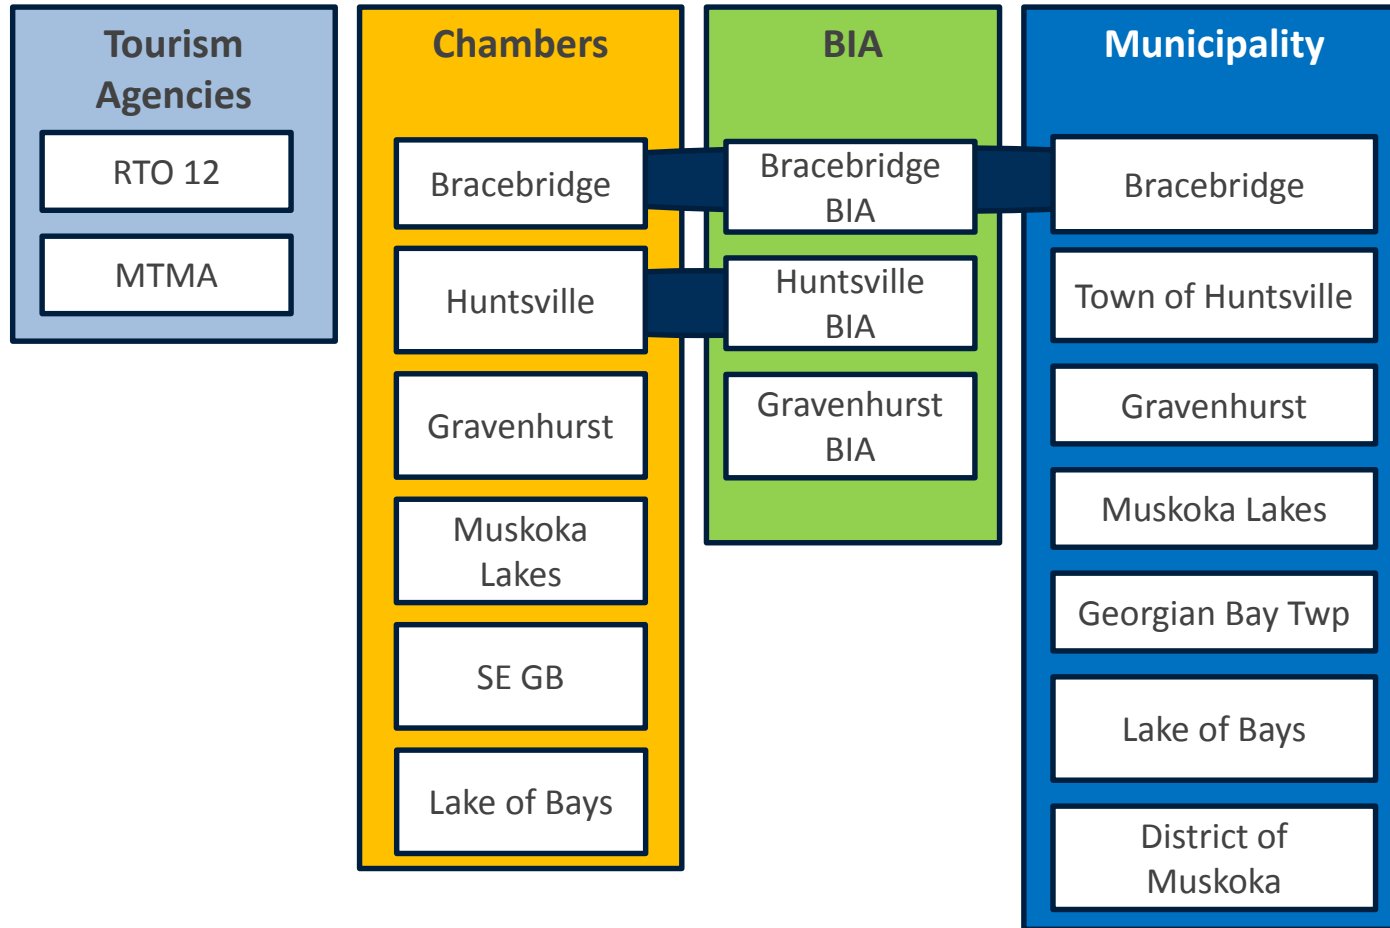 Tourism
Agencies
RTO 12
MTMA
Chambers
Bracebridge
Huntsville
Gravenhurst
Muskoka
Lakes
SE GB
Lake of Bays
BIA
Bracebridge
BIA
Huntsville
BIA
Gravenhurst
BIA
Municipality
Bracebridge
Town of Huntsville
Gravenhurst
Muskoka Lakes
Georgian Bay Twp
Lake of Bays
District of
Muskoka